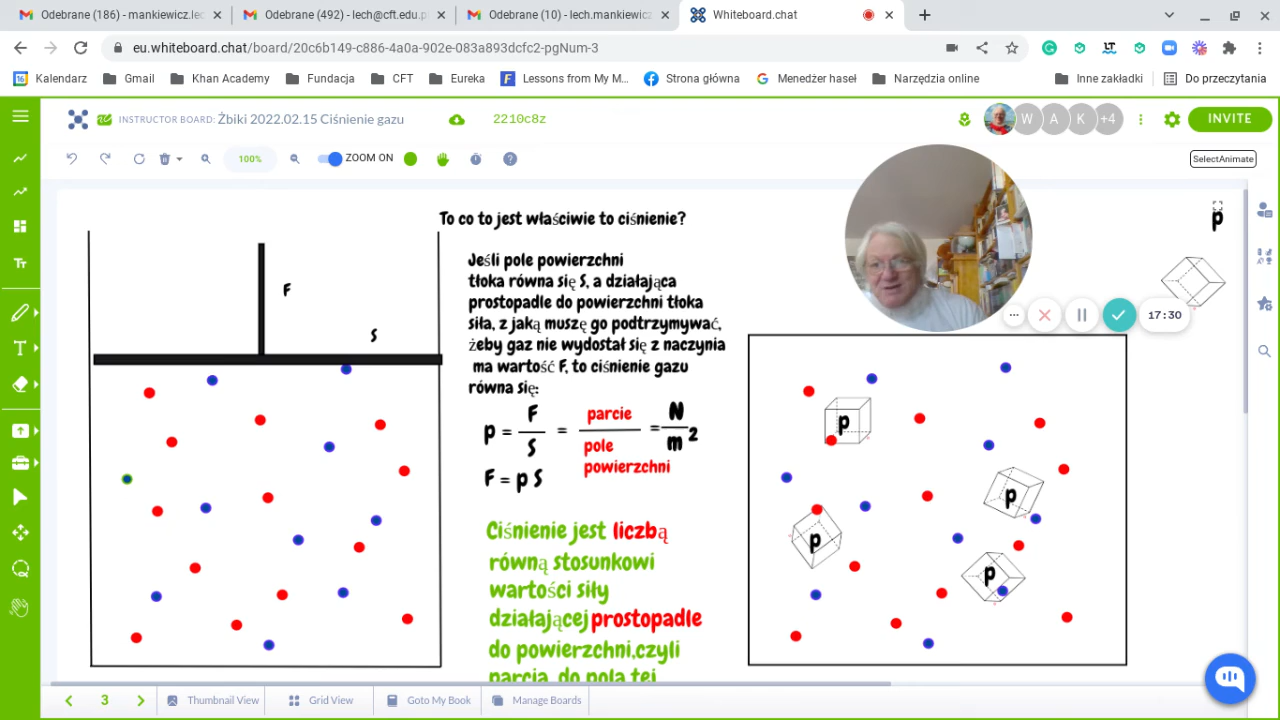 Odebrane (186) - mankiewicz.lec
Odebrane (492) - lech@cft.edu.p
Odebrane (10) - lech.mankiewicz
Whiteboard.chat
eu.whiteboard.chat/board/20c6b149-c886-4a0a-902e-083a893dcfc2-pgNum-3
Kalendarz
Gmail
Khan Academy
Fundacja
CFT
Eureka
Lessons from My M...
Strona główna
Menedżer haseł
Narzędzia online
Inne zakładki
Do przeczytania
INSTRUCTOR BOARD: Żbiki 2022.02.15 Ciśnienie gazu
2210c8z
W A K +4
INVITE
100%
ZOOM ON
SelectAnimate
To co to jest właściwie to ciśnienie?
p
F
S
Jeśli pole powierzchni
tłoka równa się S, a działająca
prostopadle do powierzchni tłoka
siła, z jaką muszę go podtrzymywać,
żeby gaz nie wydostał się z naczynia
ma wartość F, to ciśnienie gazu
równa się:
17:30
p = F/S = parcie/pole powierzchni = N/m 2
F = p S
Ciśnienie jest liczbą
równą stosunkowi
wartości siły
działającej prostopadle
do powierzchni,czyli
parcia, do pola tej
p
p
p
p
3
Thumbnail View
Grid View
Goto My Book
Manage Boards